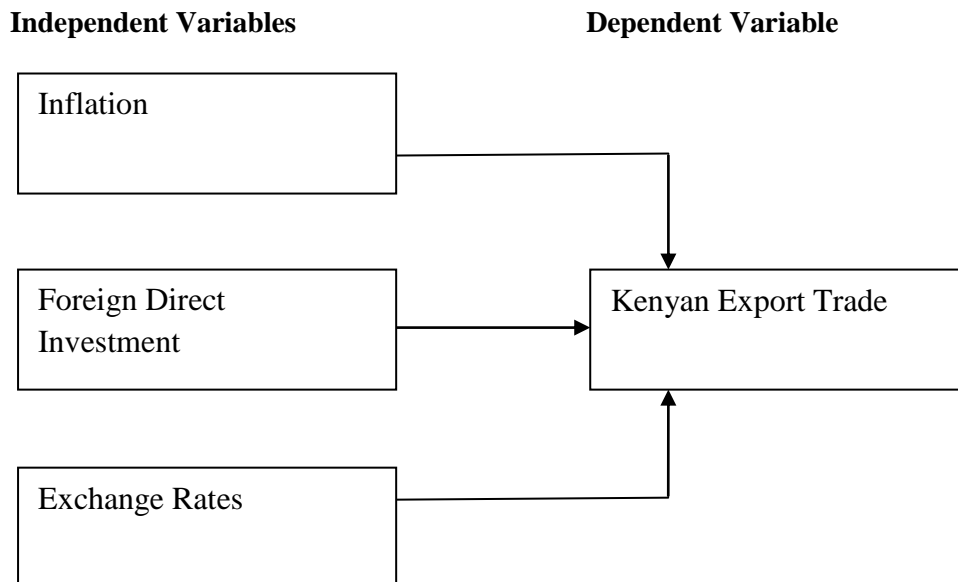 Independent Variables
Dependent Variable
Inflation
Foreign Direct
Investment
Kenyan Export Trade
Exchange Rates